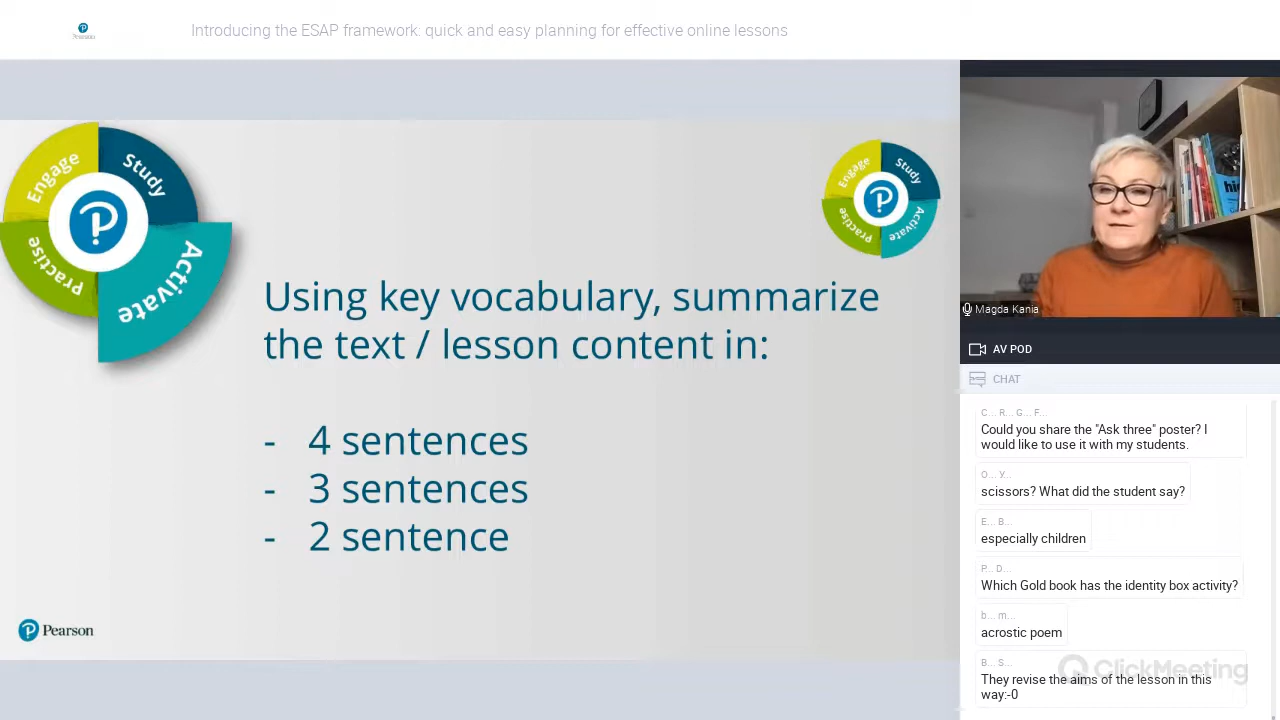 Pearson
Introducing the ESAP framework: quick and easy planning for effective online lessons
Engage
Study
Practise
Activate
Engage
Study
Practise
Activate
Using key vocabulary, summarize
the text / lesson content in:
- 4 sentences
- 3 sentences
- 2 sentence
Pearson
Magda Kania
AV POD
CHAT
C... R... G... F...
Could you share the "Ask three" poster? I
would like to use it with my students.
O... y...
scissors? What did the student say?
E... B...
especially children
P... D...
Which Gold book has the identity box activity?
b... m...
acrostic poem
B... S...
They revise the aims of the lesson in this
way:-0
ClickMeeting